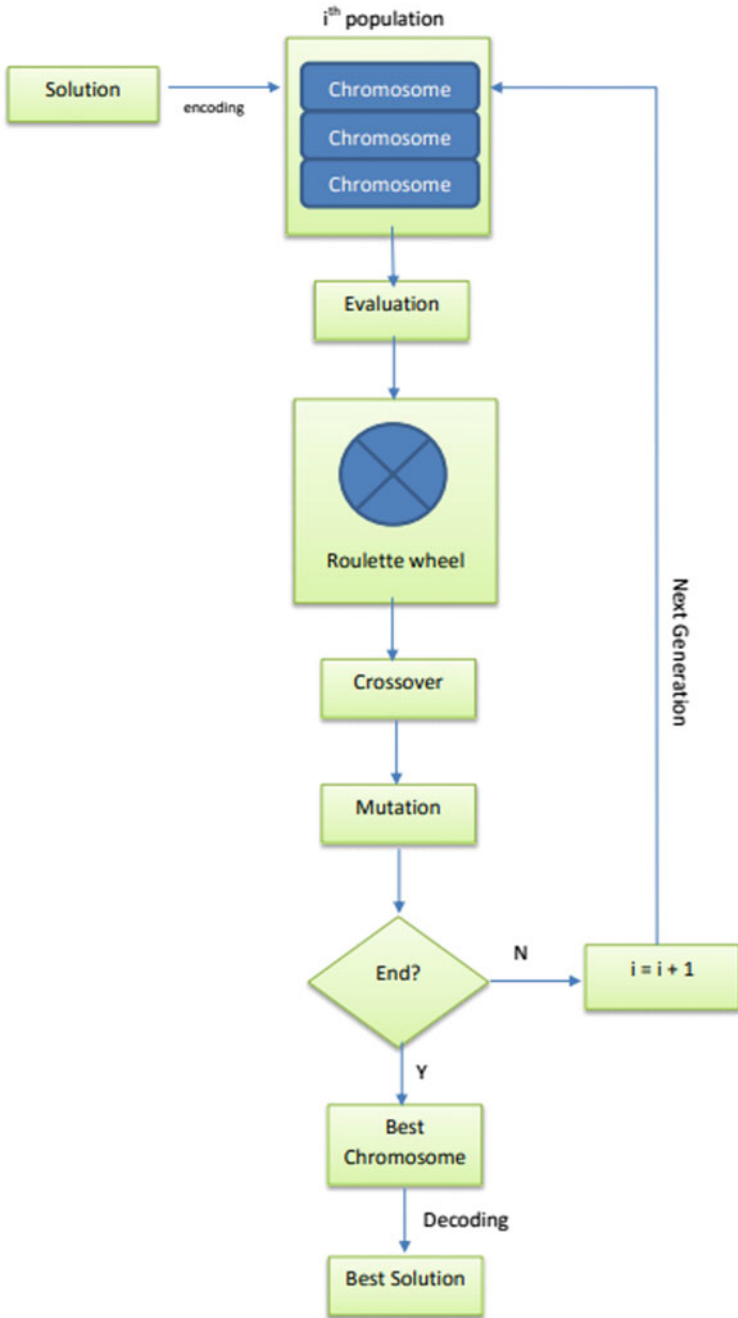 ith population
Solution
encoding
Chromosome
Chromosome
Chromosome
Evaluation
Roulette wheel
Crossover
Next Generation
Mutation
End?
N
i = i + 1
Y
Best
Chromosome
Decoding
Best Solution